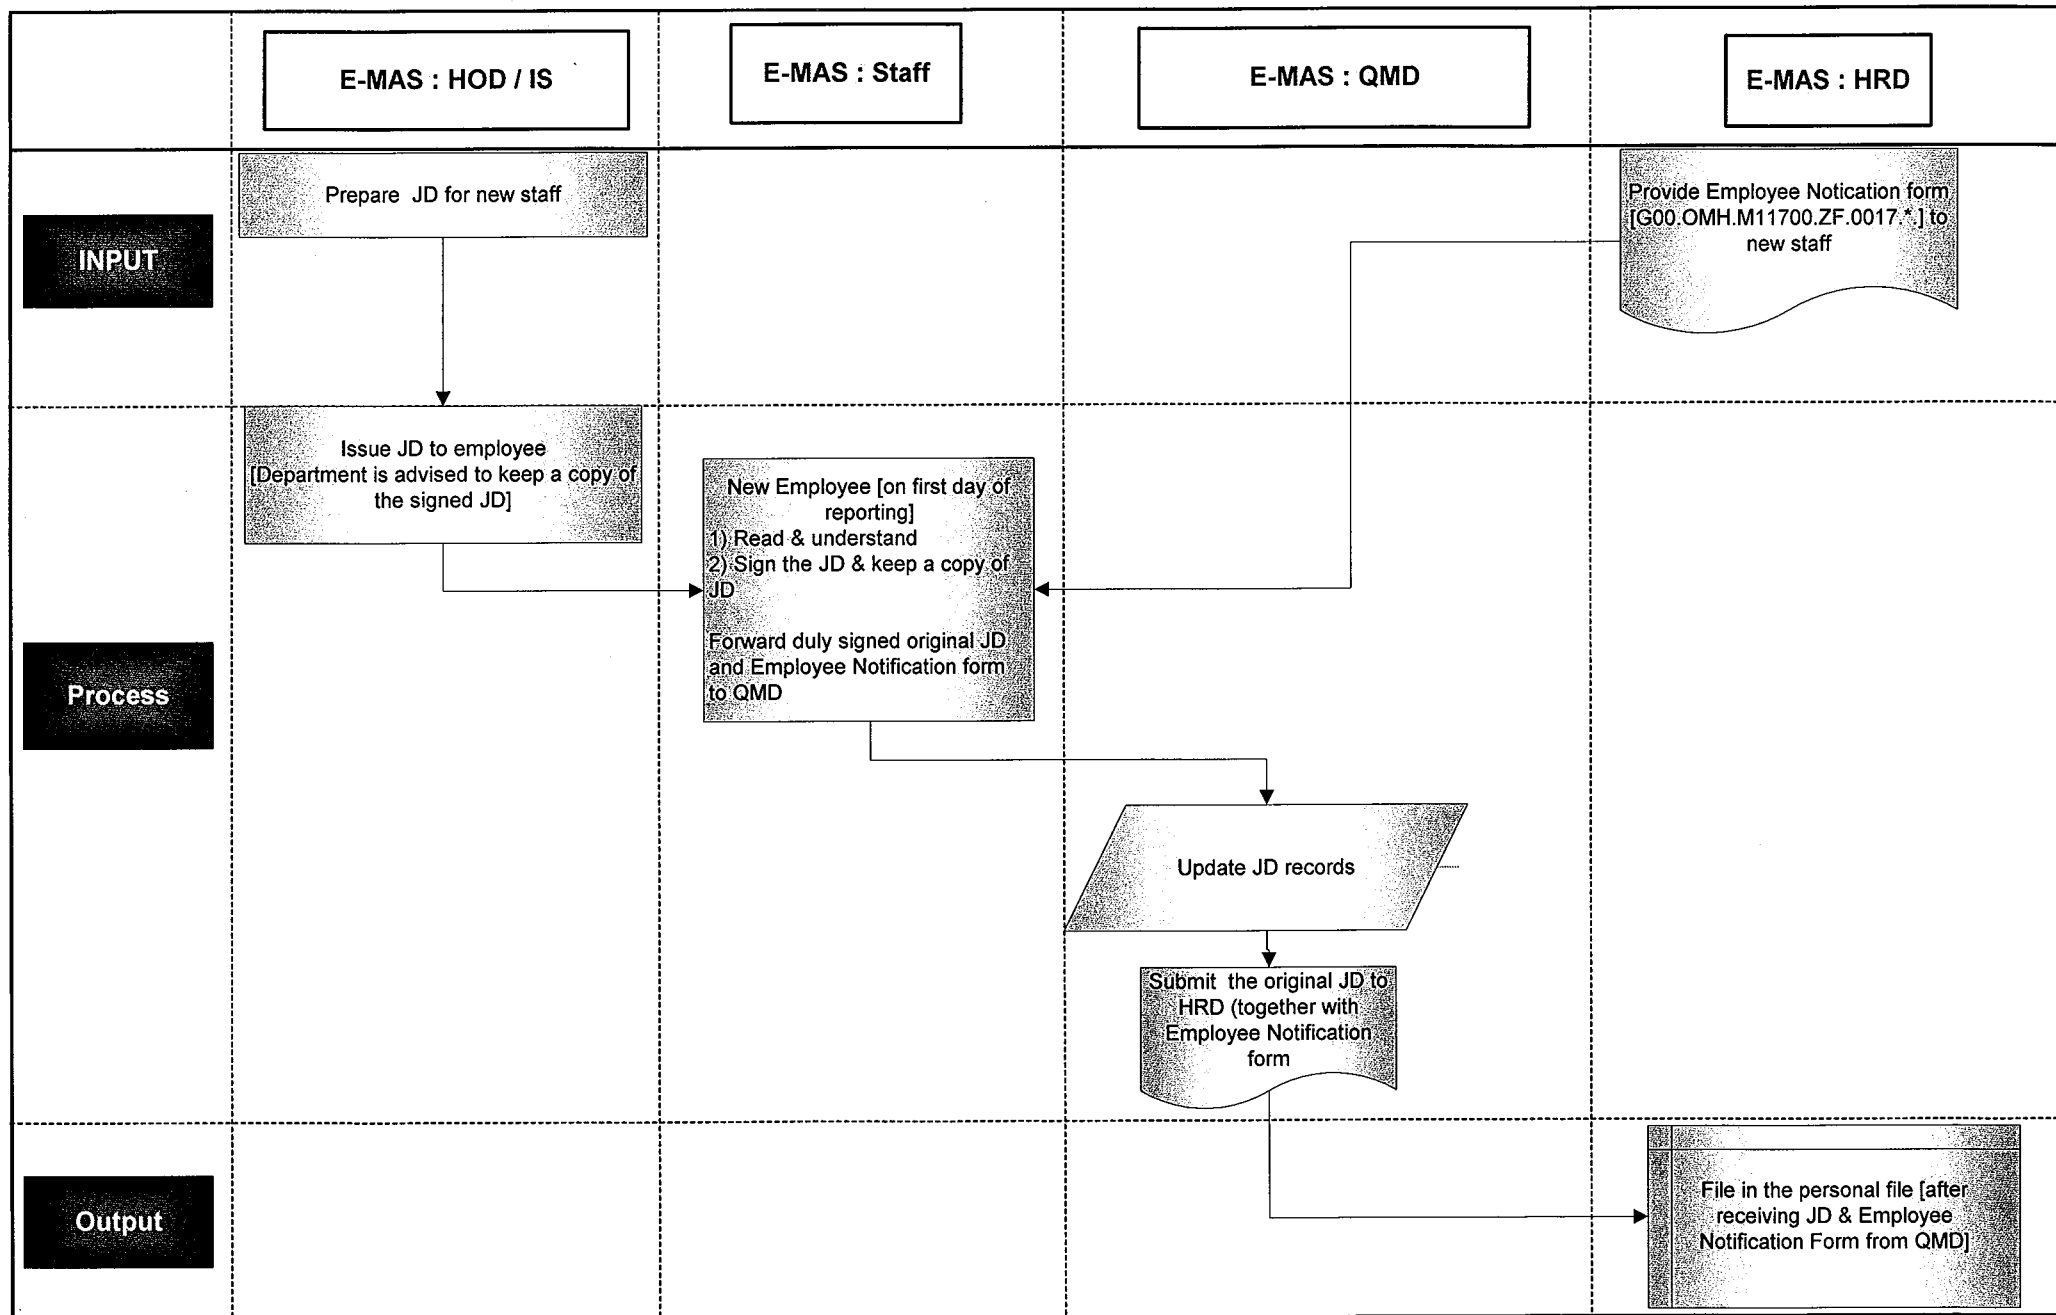 E-MAS : HOD / IS
E-MAS : Staff
E-MAS : QMD
E-MAS : HRD
INPUT
Prepare JD for new staff
Provide Employee Notication form
[G00.OMH.M11700.ZF.0017.*.] to
new staff
Process
Issue JD to employee
[Department is advised to keep a copy of
the signed JD]
New Employee [on first day of
reporting]
1) Read & understand
2) Sign the JD & keep a copy of
JD
Forward duly signed original JD
and Employee Notification form
to QMD
Update JD records
Submit the original JD to
HRD (together with
Employee Notification
form
Output
File in the personal file [after
receiving JD & Employee
Notification Form from QMD]